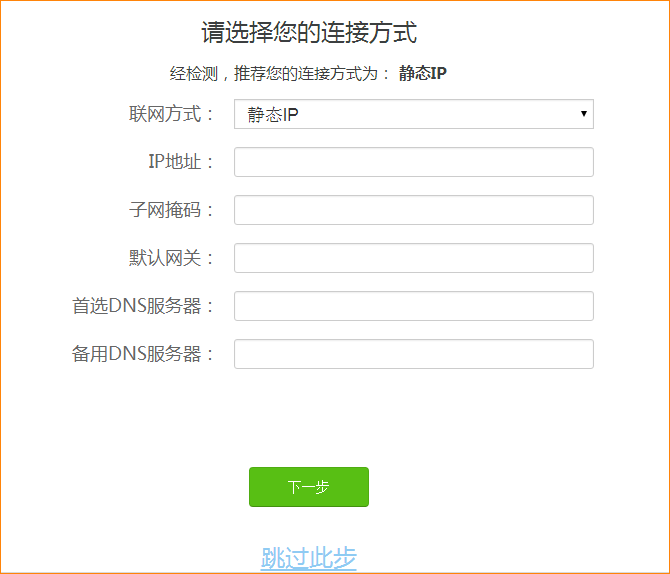 请选择您的连接方式
经检测，推荐您的连接方式为： 静态IP
联网方式： 静态IP
IP地址：
子网掩码：
默认网关：
首选DNS服务器：
备用DNS服务器：
下一步
跳过此步